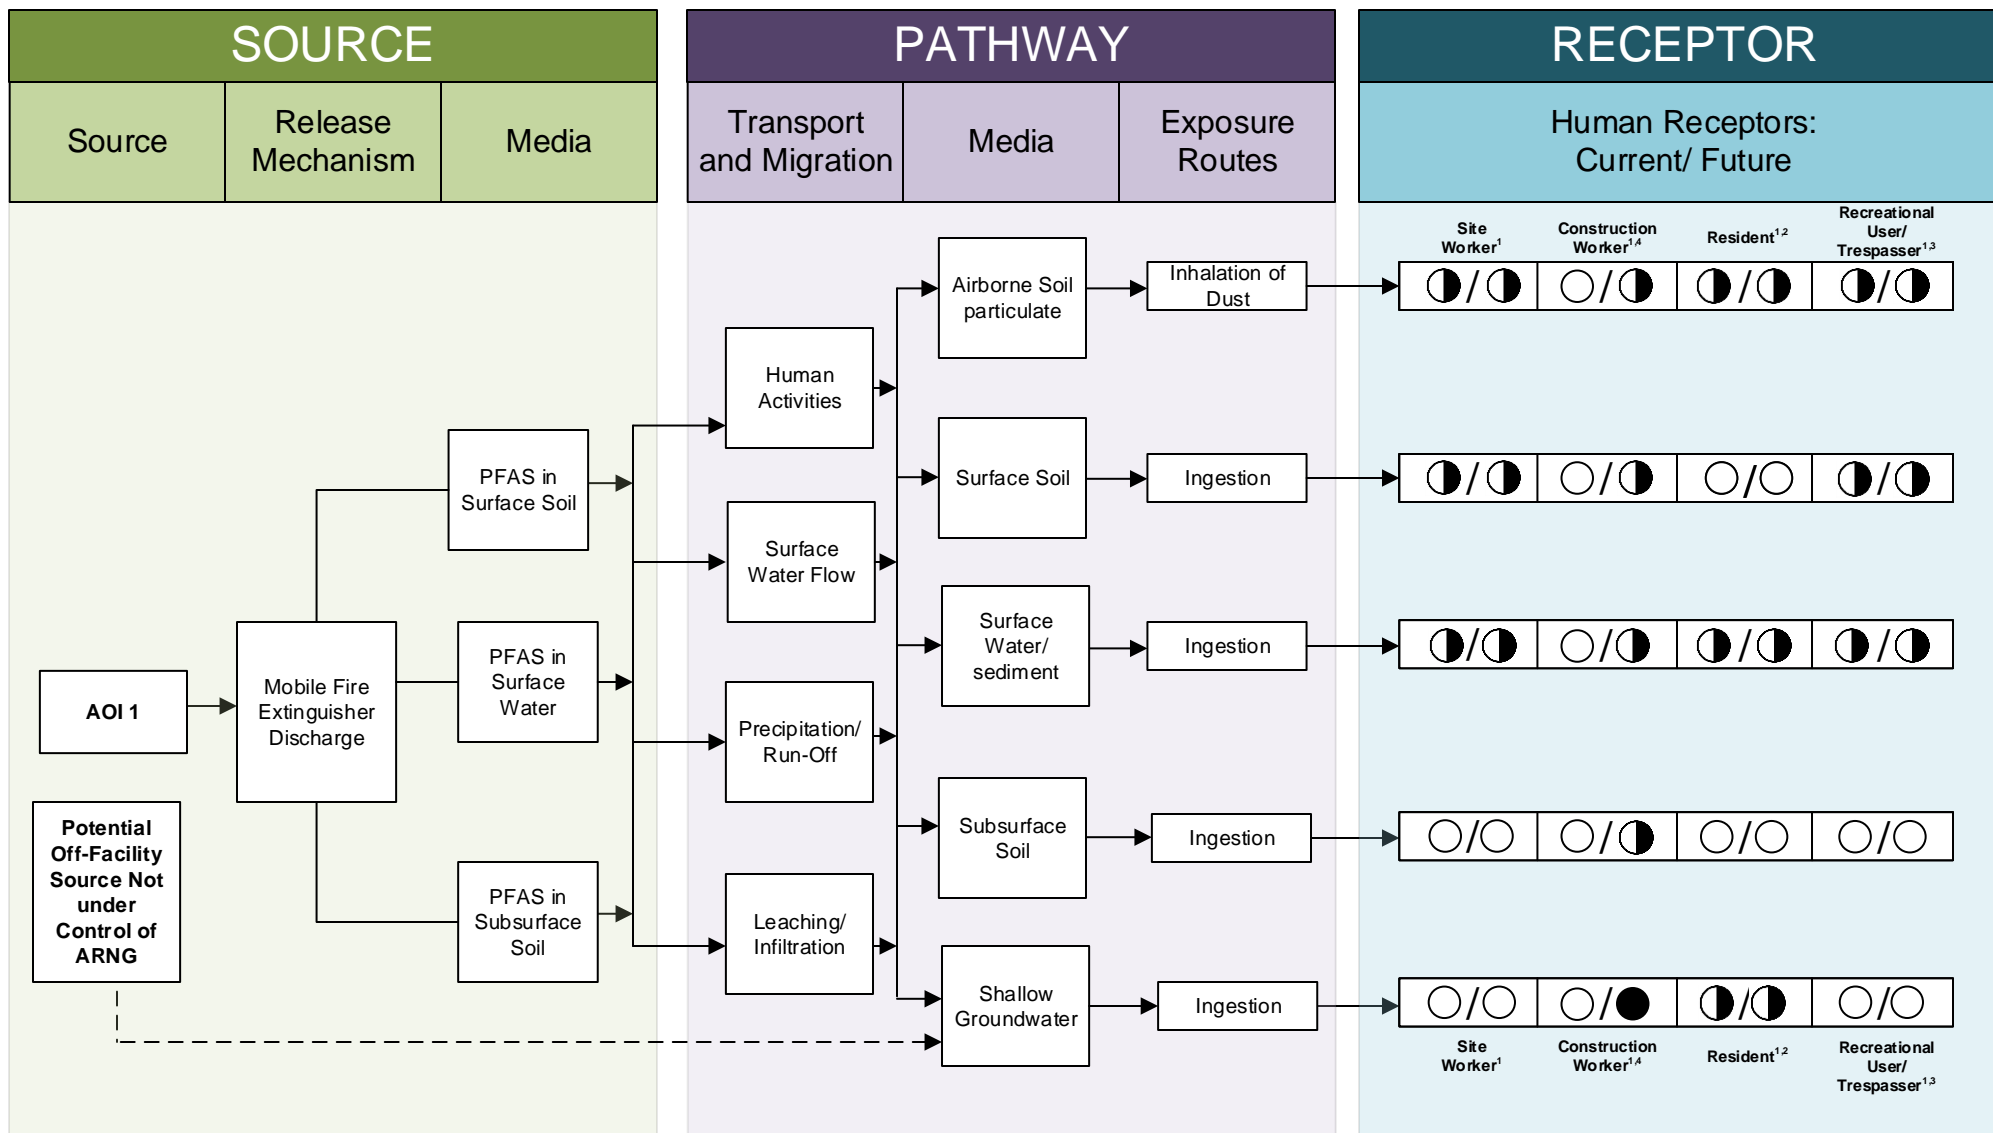 SOURCE
PATHWAY
RECEPTOR
Source
Release
Mechanism
Media
Transport
and Migration
Media
Exposure
Routes
Human Receptors:
Current/ Future
Site
Worker1
Construction
Worker1,4
Resident1,2
Recreational
User/
Trespasser1,3
AOI 1
Potential
Off-Facility
Source Not
under
Control of
ARNG
Mobile Fire
Extinguisher
Discharge
PFAS in
Surface Soil
PFAS in
Surface
Water
PFAS in
Subsurface
Soil
Human
Activities
Surface
Water Flow
Precipitation/
Run-Off
Leaching/
Infiltration
Airborne Soil
particulate
Surface Soil
Surface
Water/
sediment
Subsurface
Soil
Shallow
Groundwater
Inhalation of
Dust
Ingestion
Ingestion
Ingestion
Ingestion
/ / / /
/ / / /
/ / / /
/ / / /
/ / / /
Site
Worker1
Construction
Worker1,4
Resident1,2
Recreational
User/
Trespasser1,3